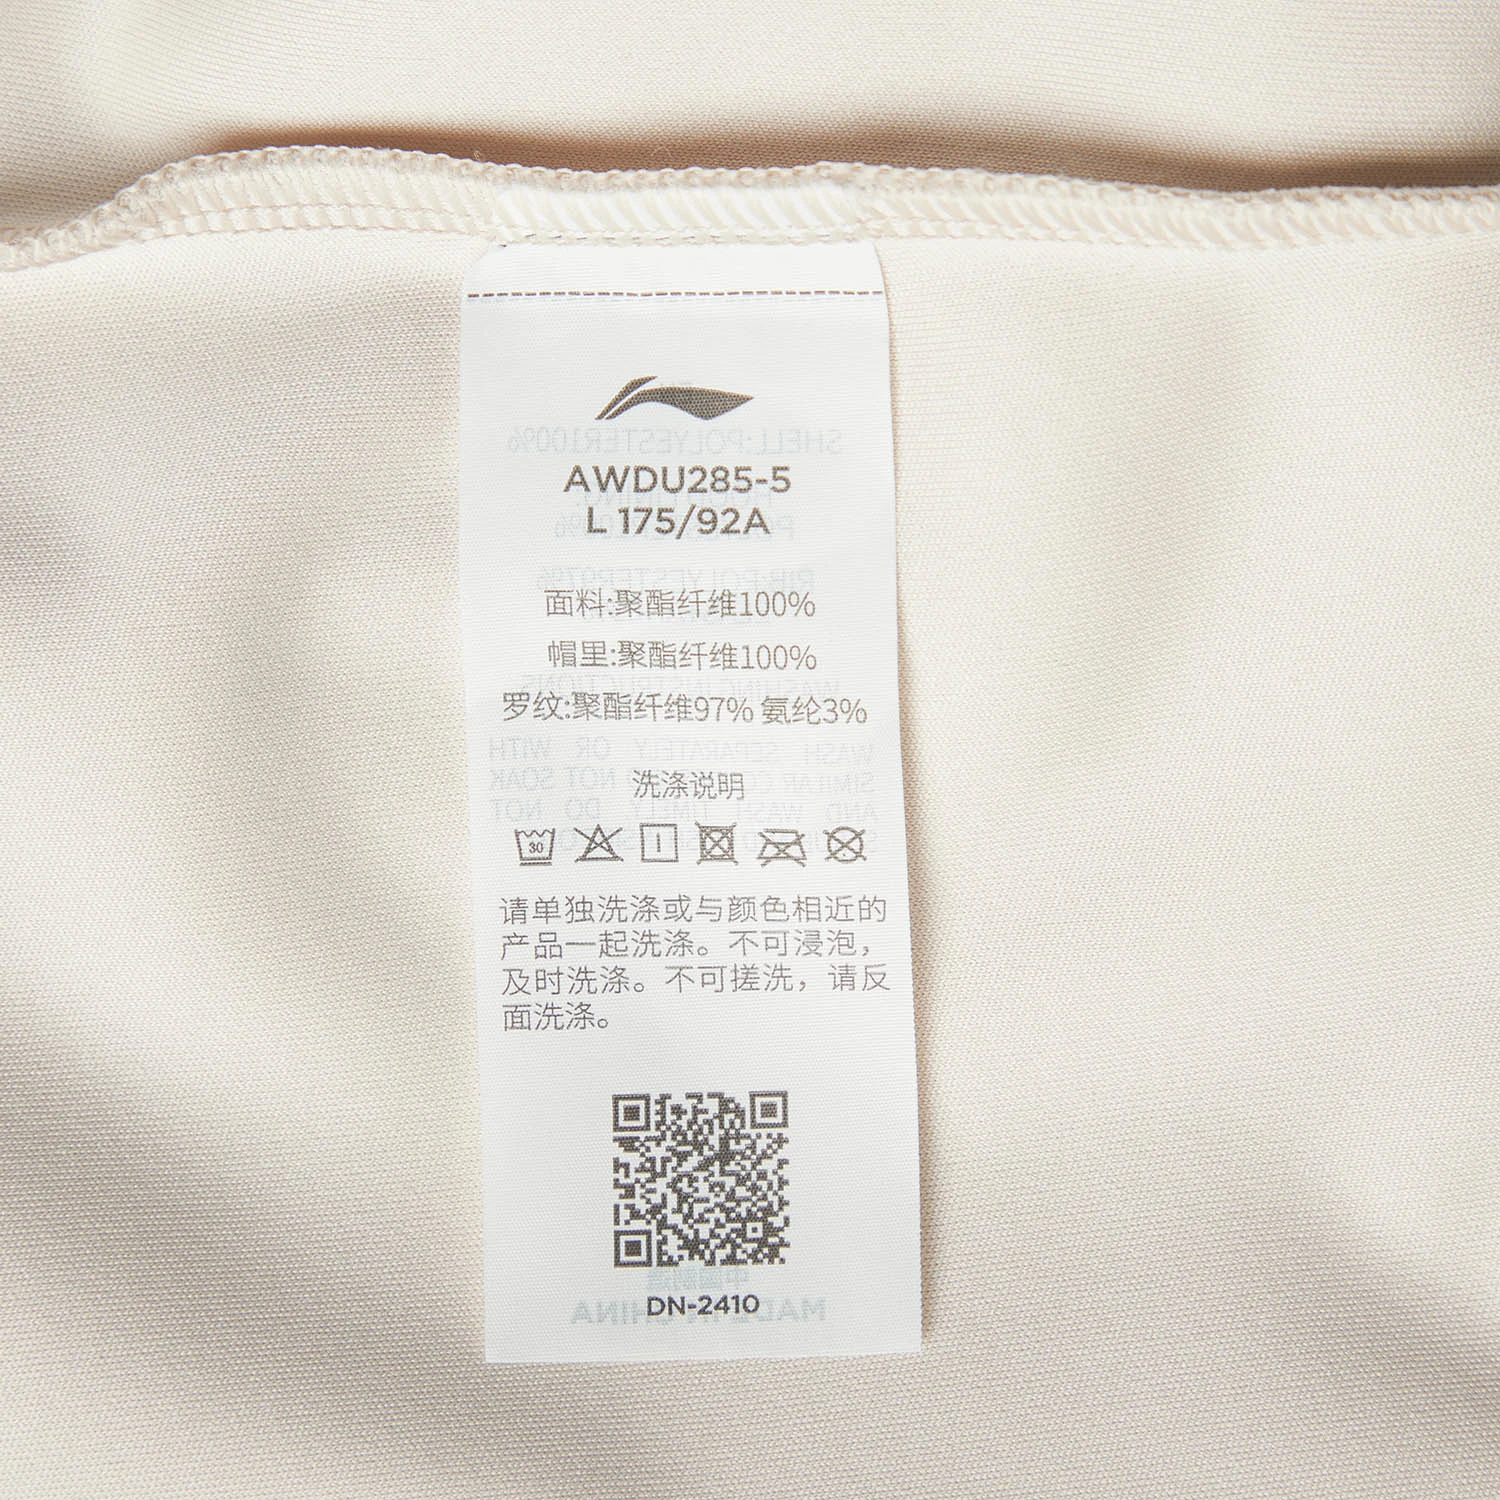 AWDU285-5
L 175/92A
面料:聚酯纤维100%
帽里:聚酯纤维100%
罗纹:聚酯纤维97% 氨纶3%
洗涤说明
30
请单独洗涤或与颜色相近的
产品一起洗涤。不可浸泡，
及时洗涤。不可搓洗，请反
面洗涤。
DN-2410